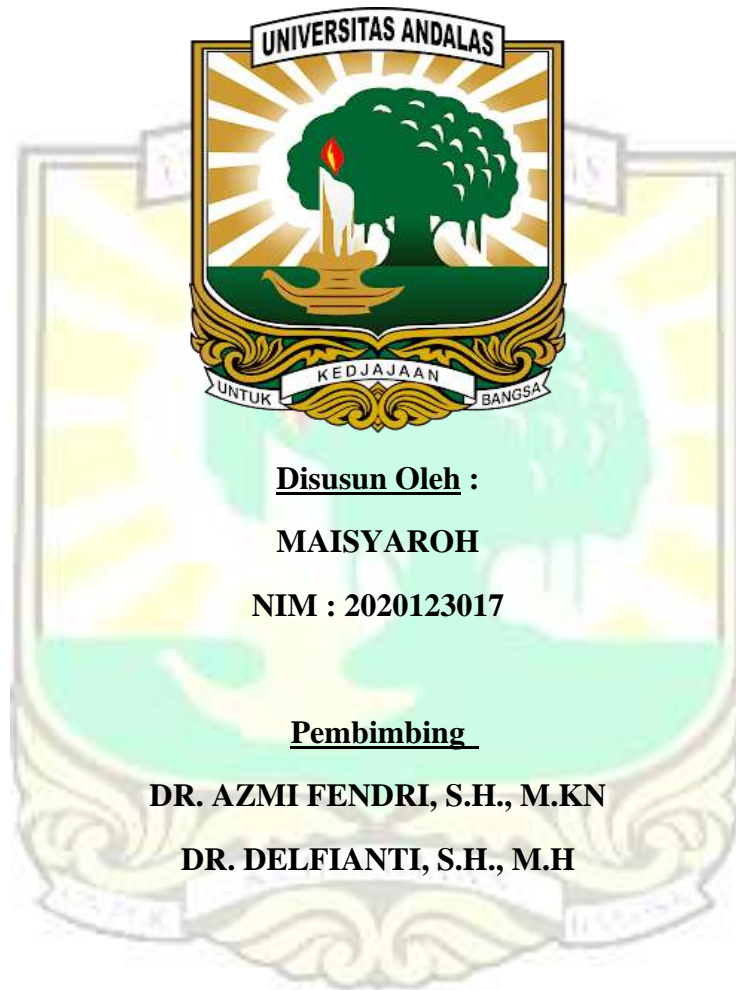 UNIVERSITAS ANDALAS
UNTUK KEDJAJAAN BANGSA
Disusun Oleh :
MAISYAROH
NIM : 2020123017
Pembimbing
DR. AZMI FENDRI, S.H., M.KN
DR. DELFIANTI, S.H., M.H